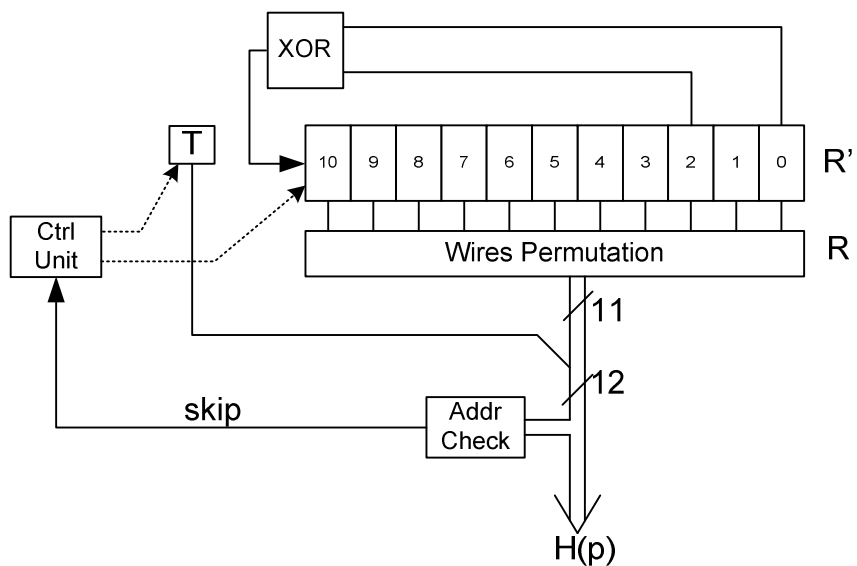 XOR
T
10 9 8 7 6 5 4 3 2 1 0
R'
Ctrl
Unit
Wires Permutation
R
11
12
skip
Addr
Check
H(p)